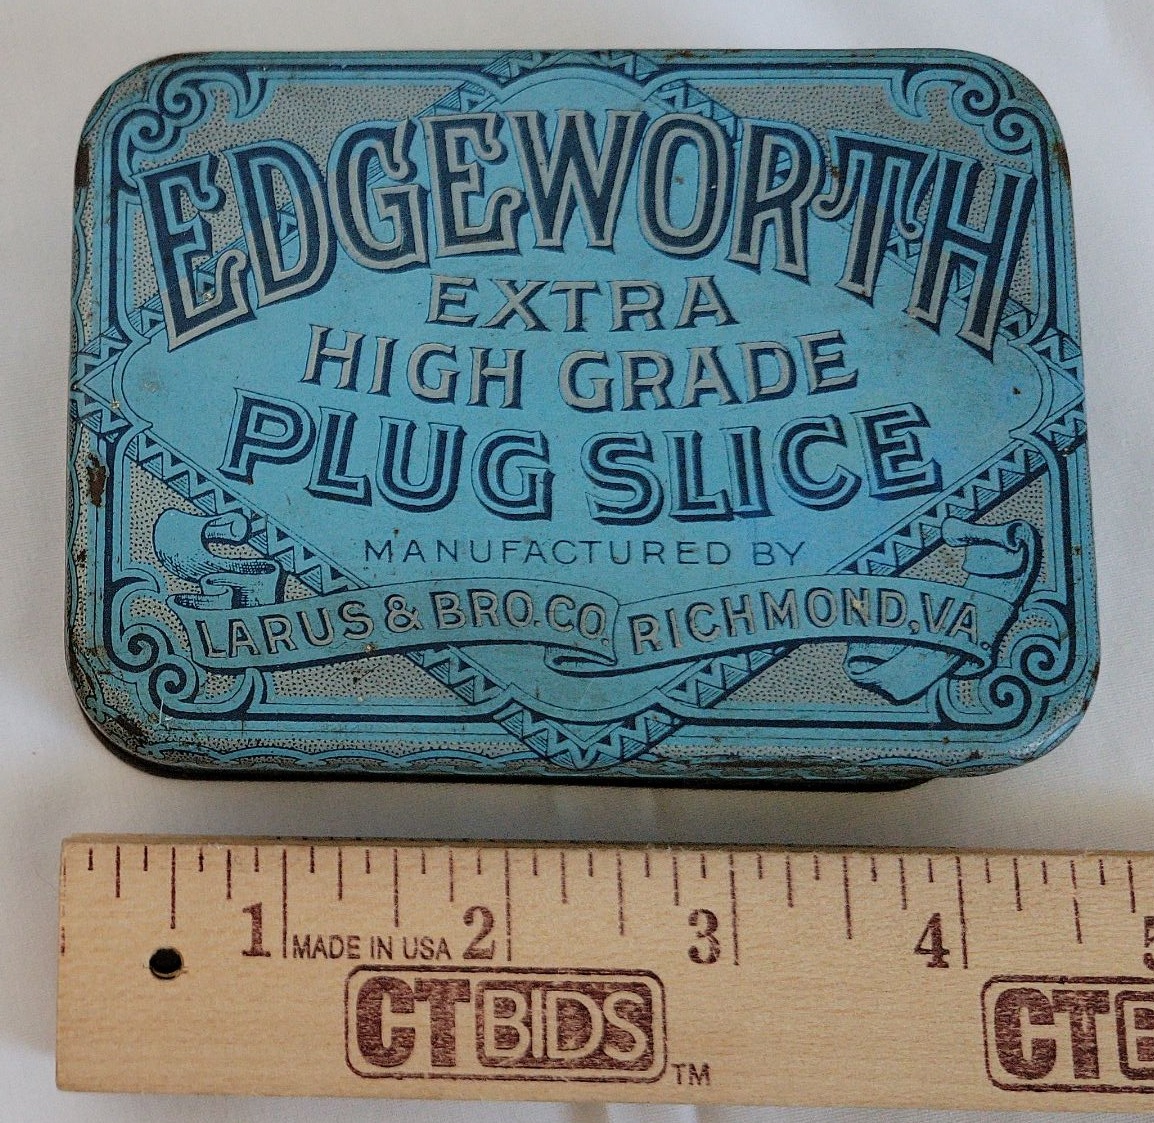 EDGEWORTH
EXTRA
HIGH GRADE
PLUG SLICE
MANUFACTURED BY
LARUS & BRO. CO. RICHMOND, VA.
1 2 3 4 5
MADE IN USA
CTBIDS TM CTB